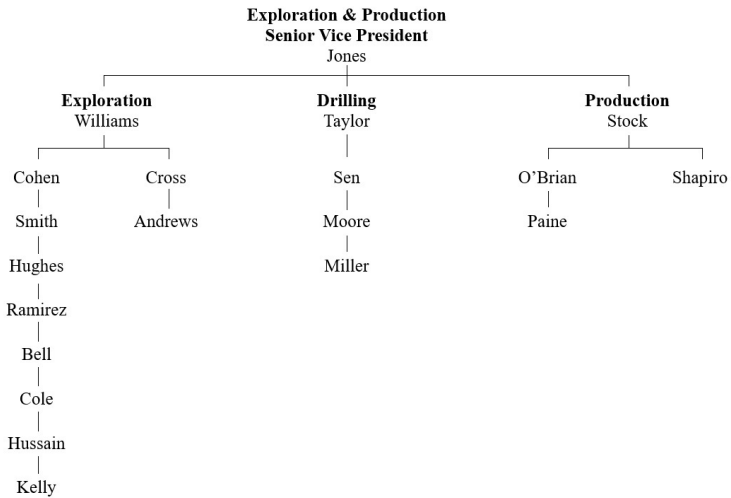 Exploration & Production
Senior Vice President
Jones
Exploration Drilling Production
Williams Taylor Stock
Cohen Cross Sen O’Brian Shapiro
Smith Andrews Moore Paine
Hughes Miller
Ramirez
Bell
Cole
Hussain
Kelly